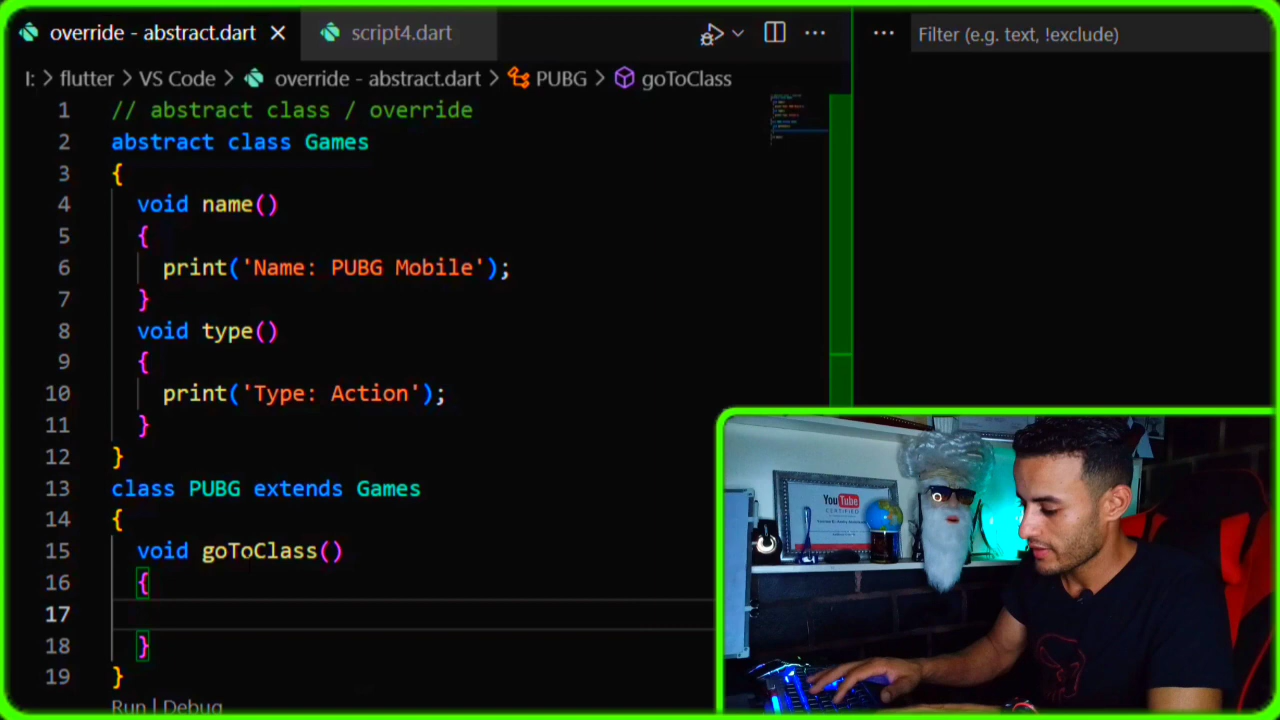 override - abstract.dart
script4.dart
Filter (e.g. text, !exclude)
I: > flutter > VS Code > override - abstract.dart > PUBG > goToClass
1 // abstract class / override
2 abstract class Games
3 {
4 void name()
5 {
6 print('Name: PUBG Mobile');
7 }
8 void type()
9 {
10 print('Type: Action');
11 }
12 }
13 class PUBG extends Games
14 {
15 void goToClass()
16 {
17
18 }
19 }
Run | Debug
YouTube
CERTIFIED